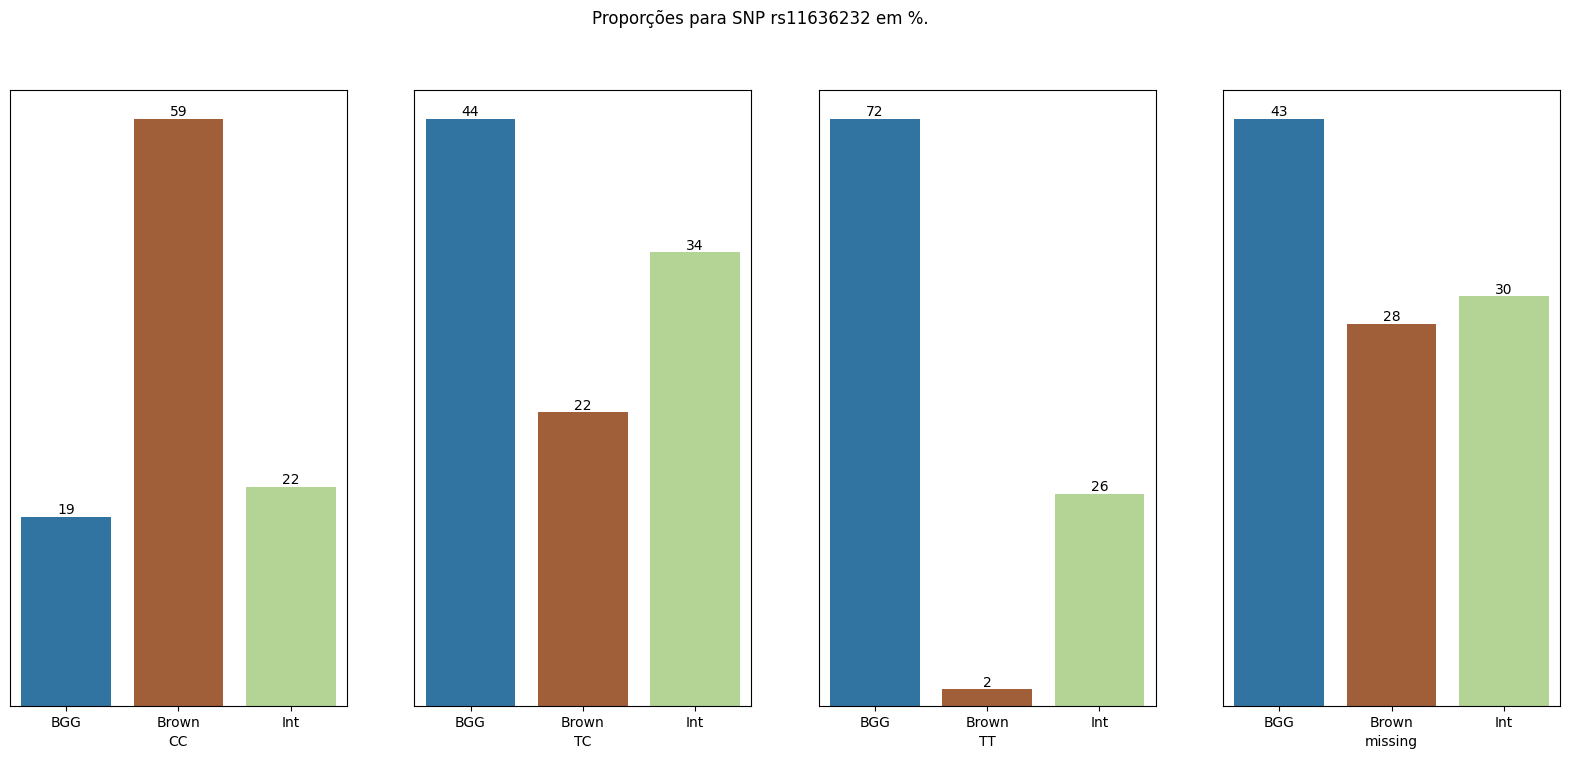 Proporções para SNP rs11636232 em %.
59
44
72
43
34
30
28
22
22
26
19
2
BGG Brown Int
BGG Brown Int
BGG Brown Int
BGG Brown Int
CC
TC
TT
missing